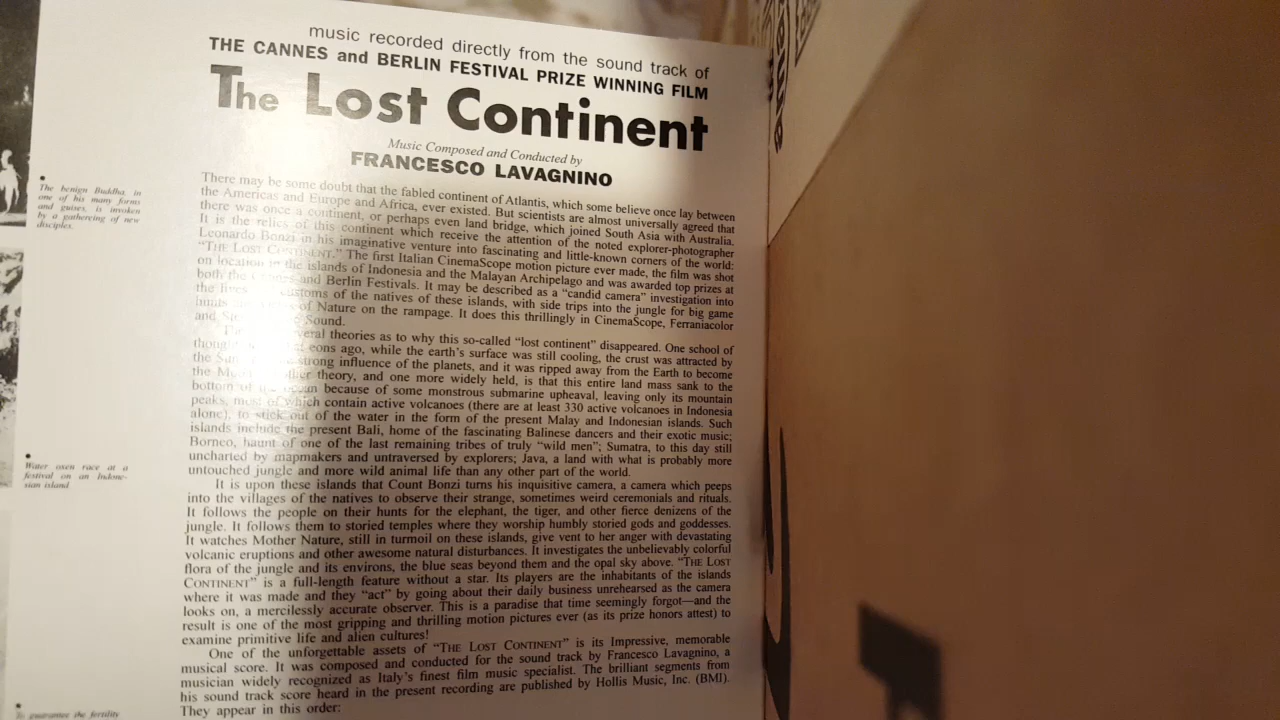 music recorded directly from the sound track of
THE CANNES and BERLIN FESTIVAL PRIZE WINNING FILM
The Lost Continent
Music Composed and Conducted by
FRANCESCO LAVAGNINO
There may be some doubt that the fabled continent of Atlantis, which some believe once lay between
the Americas and Europe and Africa, ever existed. But scientists are almost universally agreed that
there was once a continent, or perhaps even land bridge, which joined South Asia with Australia.
It is the relics of this continent which receive the attention of the noted explorer-photographer
Leonardo Bonzi in his imaginative venture into fascinating and little-known corners of the world:
"THE LOST CONTINENT." The first Italian CinemaScope motion picture ever made, the film was shot
on location in the islands of Indonesia and the Malayan Archipelago and was awarded top prizes at
both the and Berlin Festivals. It may be described as a "candid camera" investigation into
the lives customs of the natives of these islands, with side trips into the jungle for big game
hunts of Nature on the rampage. It does this thrillingly in CinemaScope, Ferraniacolor
and Sound.
theories as to why this so-called "lost continent" disappeared. One school of
eons ago, while the earth's surface was still cooling, the crust was attracted by
the strong influence of the planets, and it was ripped away from the Earth to become
the theory, and one more widely held, is that this entire land mass sank to the
bottom of because of some monstrous submarine upheaval, leaving only its mountain
peaks, most of which contain active volcanoes (there are at least 330 active volcanoes in Indonesia
alone), to stick out of the water in the form of the present Malay and Indonesian islands. Such
islands include the present Bali, home of the fascinating Balinese dancers and their exotic music;
Borneo, haunt of one of the last remaining tribes of truly "wild men"; Sumatra, to this day still
uncharted by mapmakers and untraversed by explorers; Java, a land with what is probably more
untouched jungle and more wild animal life than any other part of the world.
It is upon these islands that Count Bonzi turns his inquisitive camera, a camera which peeps
into the villages of the natives to observe their strange, sometimes weird ceremonials and rituals.
It follows the people on their hunts for the elephant, the tiger, and other fierce denizens of the
jungle. It follows them to storied temples where they worship humbly storied gods and goddesses.
It watches Mother Nature, still in turmoil on these islands, give vent to her anger with devastating
volcanic eruptions and other awesome natural disturbances. It investigates the unbelievably colorful
flora of the jungle and its environs, the blue seas beyond them and the opal sky above. "THE LOST
CONTINENT" is a full-length feature without a star. Its players are the inhabitants of the islands
where it was made and they "act" by going about their daily business unrehearsed as the camera
looks on, a mercilessly accurate observer. This is a paradise that time seemingly forgot—and the
result is one of the most gripping and thrilling motion pictures ever (as its prize honors attest) to
examine primitive life and alien cultures!
One of the unforgettable assets of "THE LOST CONTINENT" is its Impressive, memorable
musical score. It was composed and conducted for the sound track by Francesco Lavagnino, a
musician widely recognized as Italy's finest film music specialist. The brilliant segments from
his sound track score heard in the present recording are published by Hollis Music, Inc. (BMI).
They appear in this order:
The benign Buddha, in
one of his many forms
and guises, is invoked
by a gathering of new
disciples.
Water oxen race at a
festival on an Indone-
sian island
To guarantee the fertility